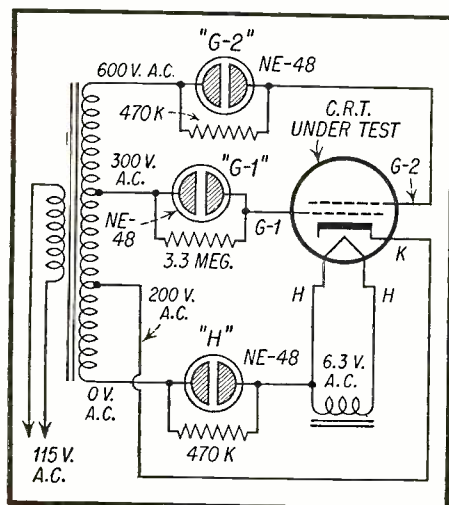 "G-2"
600 V. A.C.
NE-48
470 K
C.R.T.
UNDER TEST
G-2
300 V.
A.C.
"G-1"
NE-
48
G-1
3.3 MEG.
K
H
H
200 V.
A.C.
"H"
NE-48
6.3 V.
A.C.
0 V.
A.C.
470 K
115 V.
A.C.